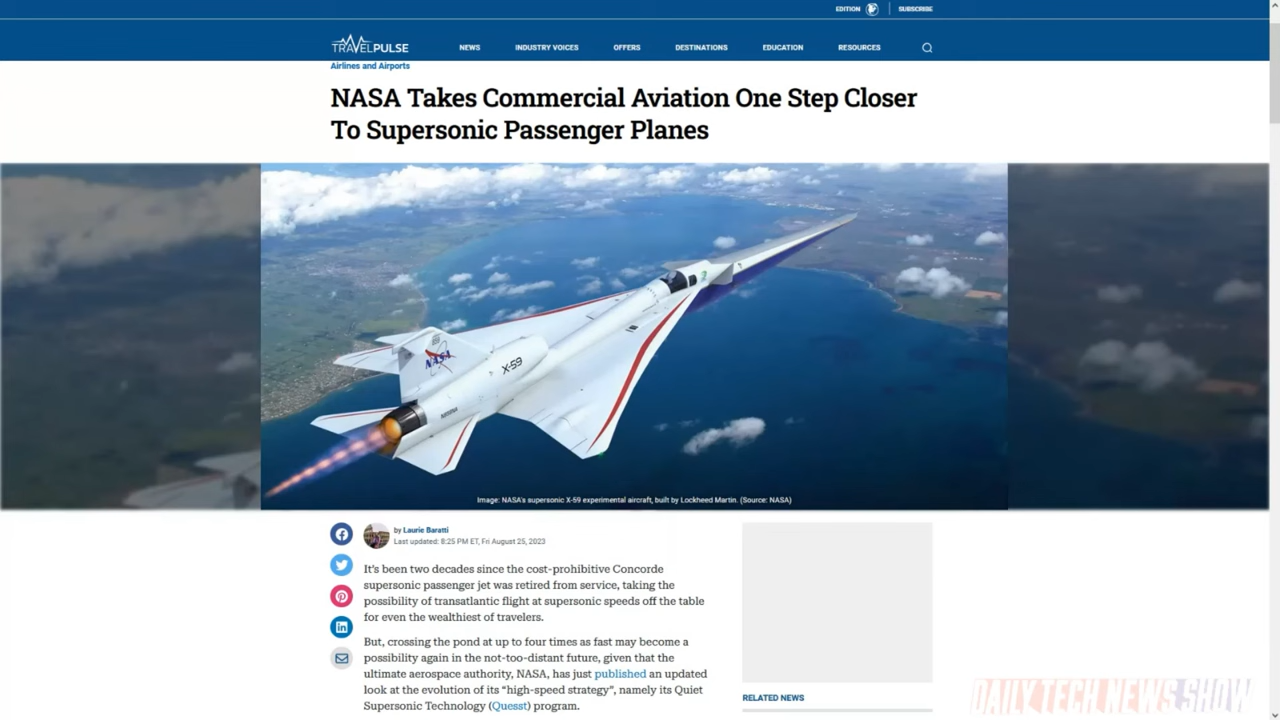 EDITION
SUBSCRIBE
TRAVELPULSE
NEWS
INDUSTRY VOICES
OFFERS
DESTINATIONS
EDUCATION
RESOURCES
Airlines and Airports
NASA Takes Commercial Aviation One Step Closer
To Supersonic Passenger Planes
NASA
X-59
Image: NASA's supersonic X-59 experimental aircraft, built by Lockheed Martin. (Source: NASA)
by Laurie Baratti
Last updated: 8:25 PM ET, Fri August 25, 2023
It's been two decades since the cost-prohibitive Concorde
supersonic passenger jet was retired from service, taking the
possibility of transatlantic flight at supersonic speeds off the table
for even the wealthiest of travelers.
But, crossing the pond at up to four times as fast may become a
possibility again in the not-too-distant future, given that the
ultimate aerospace authority, NASA, has just published an updated
look at the evolution of its "high-speed strategy", namely its Quiet
Supersonic Technology (Quesst) program.
RELATED NEWS
DAILY TECH NEWS SHOW